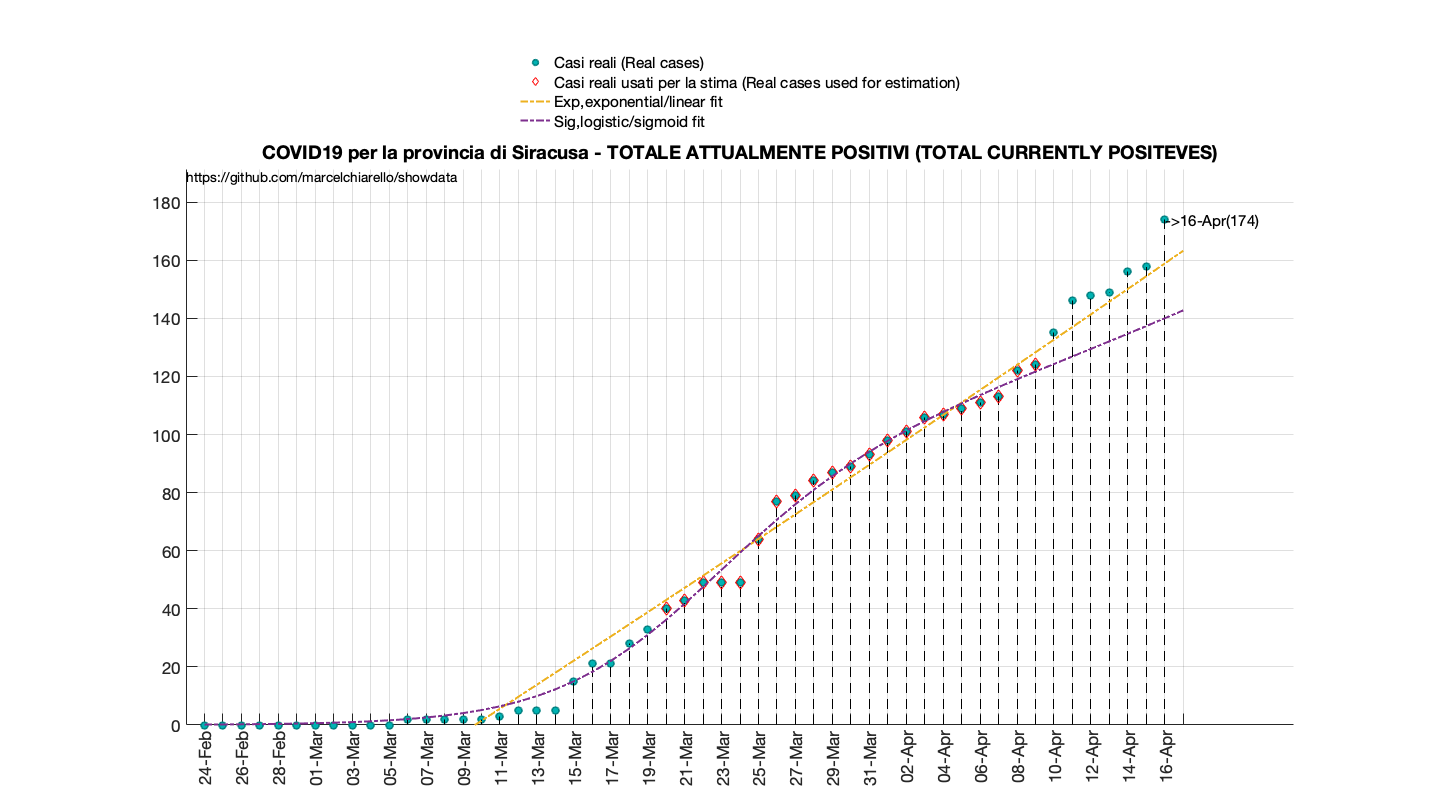 Casi reali (Real cases)
Casi reali usati per la stima (Real cases used for estimation)
Exp,exponential/linear fit
Sig,logistic/sigmoid fit
COVID19 per la provincia di Siracusa - TOTALE ATTUALMENTE POSITIVI (TOTAL CURRENTLY POSITEVES)
https://github.com/marcelchiarello/showdata
180
160
140
120
100
80
60
40
20
0
->16-Apr(174)
24-Feb
26-Feb
28-Feb
01-Mar
03-Mar
05-Mar
07-Mar
09-Mar
11-Mar
13-Mar
15-Mar
17-Mar
19-Mar
21-Mar
23-Mar
25-Mar
27-Mar
29-Mar
31-Mar
02-Apr
04-Apr
06-Apr
08-Apr
10-Apr
12-Apr
14-Apr
16-Apr